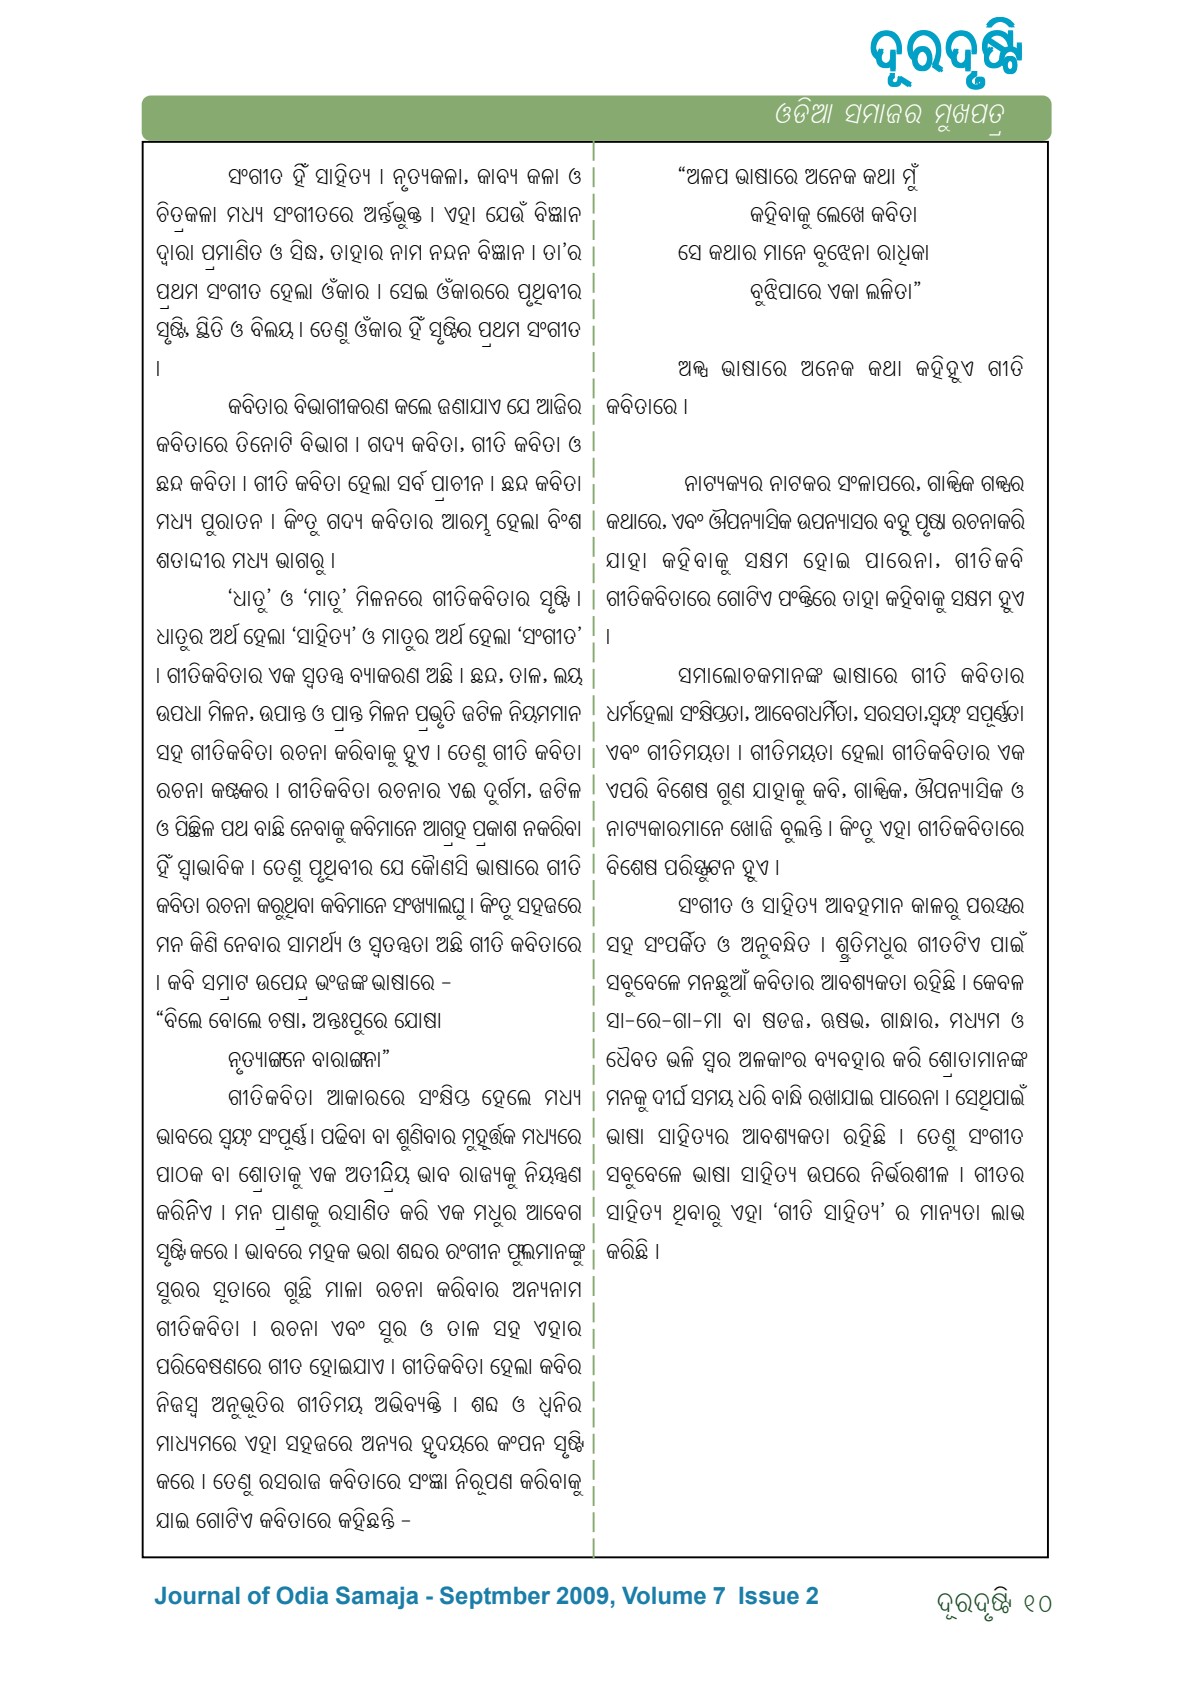 ଦୂରଦୃଷ୍ଟି
ଓଡିଆ ସମାଜର ମୁଖପତ୍ର
ସଂଗୀତ ହିଁ ସାହିତ୍ୟ । ନୃତ୍ୟକଳା, କାବ୍ୟ କଳା ଓ
ଚିତ୍ରକଳା ମଧ୍ୟ ସଂଗୀତରେ ଅର୍ନ୍ତଭୁକ୍ତ । ଏହା ଯେଉଁ ବିଜ୍ଞାନ
ଦ୍ୱାରା ପ୍ରମାଣିତ ଓ ସିଦ୍ଧ, ତାହାର ନାମ ନନ୍ଦନ ବିଜ୍ଞାନ । ତା’ର
ପ୍ରଥମ ସଂଗୀତ ହେଲା ଓଁକାର । ସେଇ ଓଁକାରରେ ପୃଥିବୀର
ସୃଷ୍ଟି, ସ୍ଥିତି ଓ ବିଲୟ । ତେଣୁ ଓଁକାର ହିଁ ସୃଷ୍ଟିର ପ୍ରଥମ ସଂଗୀତ
।
କବିତାର ବିଭାଗୀକରଣ କଲେ ଜଣାଯାଏ ଯେ ଆଜିର
କବିତାରେ ତିନୋଟି ବିଭାଗ । ଗଦ୍ୟ କବିତା, ଗୀତି କବିତା ଓ
ଛନ୍ଦ କବିତା । ଗୀତି କବିତା ହେଲା ସର୍ବ ପ୍ରାଚୀନ । ଛନ୍ଦ କବିତା
ମଧ୍ୟ ପୁରାତନ । କିଂତୁ ଗଦ୍ୟ କବିତାର ଆରମ୍ଭ ହେଲା ବିଂଶ
ଶତାବ୍ଦୀର ମଧ୍ୟ ଭାଗରୁ ।
‘ଧାତୁ’ ଓ ‘ମାତୁ’ ମିଳନରେ ଗୀତିକବିତାର ସୃଷ୍ଟି ।
ଧାତୁର ଅର୍ଥ ହେଲା ‘ସାହିତ୍ୟ’ ଓ ମାତୁର ଅର୍ଥ ହେଲା ‘ସଂଗୀତ’
। ଗୀତିକବିତାର ଏକ ସ୍ୱତନ୍ତ୍ର ବ୍ୟାକରଣ ଅଛି । ଛନ୍ଦ, ତାଳ, ଲୟ
ଉପଧା ମିଳନ, ଉପାନ୍ତ ଓ ପ୍ରାନ୍ତ ମିଳନ ପ୍ରଭୃତି ଜଟିଳ ନିୟମମାନ
ସହ ଗୀତିକବିତା ରଚନା କରିବାକୁ ହୁଏ । ତେଣୁ ଗୀତି କବିତା
ରଚନା କଷ୍ଟକର । ଗୀତିକବିତା ରଚନାର ଏଈ ଦୁର୍ଗମ, ଜଟିଳ
ଓ ପିଚ୍ଛିଳ ପଥ ବାଛି ନେବାକୁ କବିମାନେ ଆଗ୍ରହ ପ୍ରକାଶ ନକରିବା
ହିଁ ସ୍ୱାଭାବିକ । ତେଣୁ ପୃଥିବୀର ଯେ କୌଣସି ଭାଷାରେ ଗୀତି
କବିତା ରଚନା କରୁଥିବା କବିମାନେ ସଂଖ୍ୟାଲଘୁ । କିଂତୁ ସହଜରେ
ମନ କିଣି ନେବାର ସାମର୍ଥ୍ୟ ଓ ସ୍ୱତନ୍ତ୍ରତା ଅଛି ଗୀତି କବିତାରେ
। କବି ସମ୍ରାଟ ଉପେନ୍ଦ୍ର ଭଂଜଙ୍କ ଭାଷାରେ –
“ବିଲେ ବୋଲେ ଚଷା, ଅନ୍ତଃପୁରେ ଯୋଷା
ନୃତ୍ୟାଙ୍ଗନେ ବାରାଙ୍ଗନା”
ଗୀତିକବିତା ଆକାରରେ ସଂକ୍ଷିପ୍ତ ହେଲେ ମଧ୍ୟ
ଭାବରେ ସ୍ୱୟଂ ସଂପୂର୍ଣ୍ଣ । ପଢିବା ବା ଶୁଣିବାର ମୁହୂର୍ତ୍ତକ ମଧ୍ୟରେ
ପାଠକ ବା ଶ୍ରୋତାକୁ ଏକ ଅତୀନ୍ଦ୍ରିୟ ଭାବ ରାଜ୍ୟକୁ ନିୟନ୍ତ୍ରଣ
କରିନିଏ । ମନ ପ୍ରାଣକୁ ରସାଣିତ କରି ଏକ ମଧୁର ଆବେଗ
ସୃଷ୍ଟି କରେ । ଭାବରେ ମହକ ଭରା ଶବ୍ଦର ରଂଗୀନ ଫୁଲମାନଙ୍କୁ
ସୁରର ସୂତାରେ ଗୁଛି ମାଳା ରଚନା କରିବାର ଅନ୍ୟନାମ
ଗୀତିକବିତା । ରଚନା ଏବଂ ସୁର ଓ ତାଳ ସହ ଏହାର
ପରିବେଷଣରେ ଗୀତ ହୋଇଯାଏ । ଗୀତିକବିତା ହେଲା କବିର
ନିଜସ୍ୱ ଅନୁଭୂତିର ଗୀତିମୟ ଅଭିବ୍ୟକ୍ତି । ଶବ୍ଦ ଓ ଧ୍ୱନିର
ମାଧ୍ୟମରେ ଏହା ସହଜରେ ଅନ୍ୟର ହୃଦୟରେ କଂପନ ସୃଷ୍ଟି
କରେ । ତେଣୁ ରସରାଜ କବିତାରେ ସଂଜ୍ଞା ନିରୂପଣ କରିବାକୁ
ଯାଇ ଗୋଟିଏ କବିତାରେ କହିଛନ୍ତି –
“ଅଳପ ଭାଷାରେ ଅନେକ କଥା ମୁଁ
କହିବାକୁ ଲେଖେ କବିତା
ସେ କଥାର ମାନେ ବୁଝେନା ରାଧିକା
ବୁଝିପାରେ ଏକା ଲଳିତା”
ଅଳ୍ପ ଭାଷାରେ ଅନେକ କଥା କହିହୁଏ ଗୀତି
କବିତାରେ ।
ନାଟ୍ୟକ୍ୟର ନାଟକର ସଂଳାପରେ, ଗାଳ୍ପିକ ଗଳ୍ପର
କଥାରେ, ଏବଂ ଔପନ୍ୟାସିକ ଉପନ୍ୟାସର ବହୁ ପୃଷ୍ଠା ରଚନାକରି
ଯାହା କହିବାକୁ ସକ୍ଷମ ହୋଇ ପାରେନା, ଗୀତିକବି
ଗୀତିକବିତାରେ ଗୋଟିଏ ପଂକ୍ତିରେ ତାହା କହିବାକୁ ସକ୍ଷମ ହୁଏ
।
ସମାଲୋଚକମାନଙ୍କ ଭାଷାରେ ଗୀତି କବିତାର
ଧର୍ମହେଲା ସଂକ୍ଷିପ୍ତତା, ଆବେଗଧର୍ମିତା, ସରସତା,ସ୍ୱୟଂ ସପୂର୍ଣ୍ଣତା
ଏବଂ ଗୀତିମୟତା । ଗୀତିମୟତା ହେଲା ଗୀତିକବିତାର ଏକ
ଏପରି ବିଶେଷ ଗୁଣ ଯାହାକୁ କବି, ଗାଳ୍ପିକ, ଔପନ୍ୟାସିକ ଓ
ନାଟ୍ୟକାରମାନେ ଖୋଜି ବୁଲନ୍ତି । କିଂତୁ ଏହା ଗୀତିକବିତାରେ
ବିଶେଷ ପରିସ୍ଫୁଟନ ହୁଏ ।
ସଂଗୀତ ଓ ସାହିତ୍ୟ ଆବହମାନ କାଳରୁ ପରସ୍ପର
ସହ ସଂପର୍କିତ ଓ ଅନୁବନ୍ଧିତ । ଶ୍ରୁତିମଧୁର ଗୀତଟିଏ ପାଇଁ
ସବୁବେଳେ ମନଛୁଆଁ କବିତାର ଆବଶ୍ୟକତା ରହିଛି । କେବଳ
ସା–ରେ–ଗା–ମା ବା ଷଡଜ, ଋଷଭ, ଗାନ୍ଧାର, ମଧ୍ୟମ ଓ
ଧୈବତ ଭଳି ସ୍ୱର ଅଳକାଂର ବ୍ୟବହାର କରି ଶ୍ରୋତାମାନଙ୍କ
ମନକୁ ଦୀର୍ଘ ସମୟ ଧରି ବାନ୍ଧି ରଖାଯାଇ ପାରେନା । ସେଥିପାଇଁ
ଭାଷା ସାହିତ୍ୟର ଆବଶ୍ୟକତା ରହିଛି । ତେଣୁ ସଂଗୀତ
ସବୁବେଳେ ଭାଷା ସାହିତ୍ୟ ଉପରେ ନିର୍ଭରଶୀଳ । ଗୀତର
ସାହିତ୍ୟ ଥିବାରୁ ଏହା ‘ଗୀତି ସାହିତ୍ୟ’ ର ମାନ୍ୟତା ଲାଭ
କରିଛି ।
Journal of Odia Samaja - Septmber 2009, Volume 7 Issue 2
ଦୂରଦୃଷ୍ଟି ୧୦